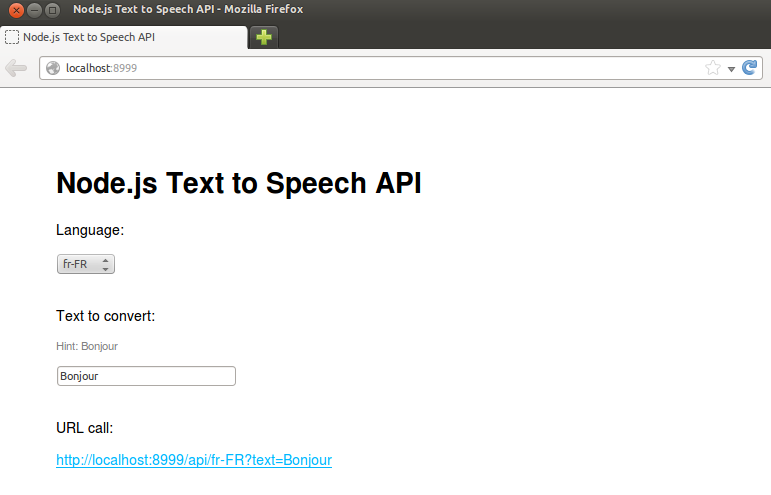 Node.js Text to Speech API - Mozilla Firefox
Node.js Text to Speech API
localhost:8999
Node.js Text to Speech API
Language:
fr-FR
Text to convert:
Hint: Bonjour
Bonjour
URL call:
http://localhost:8999/api/fr-FR?text=Bonjour